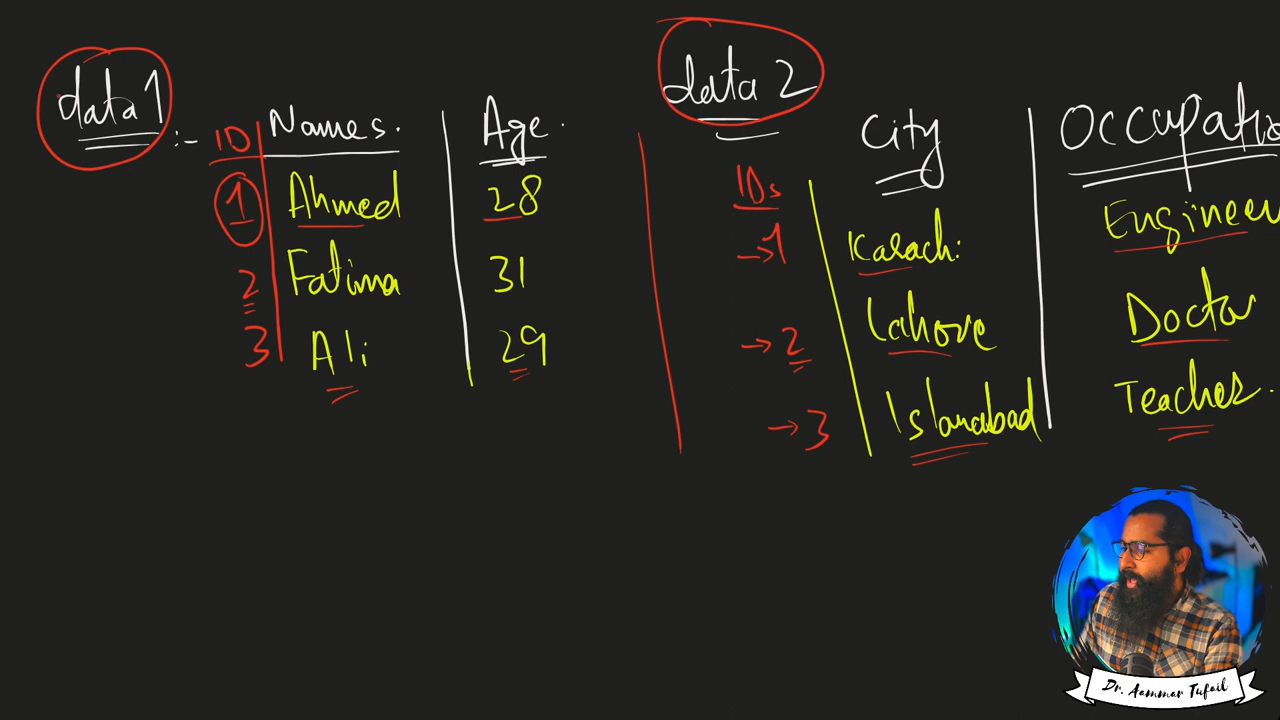 data 1 :-
ID Names. Age.
1 Ahmed 28
2 Fatima 31
3 Ali 29
data 2
IDs City Occupatio
→1 Karachi
→2 Lahore
→3 Islamabad
Engineer
Doctor
Teacher.
Dr. Aammar Tufail